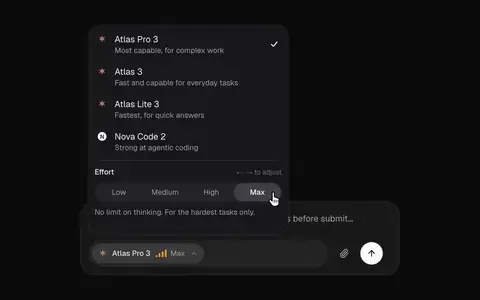 Atlas Pro 3
Most capable, for complex work
Atlas 3
Fast and capable for everyday tasks
Atlas Lite 3
Fastest, for quick answers
N
Nova Code 2
Strong at agentic coding
Effort
←→ to adjust
Low Medium High Max
No limit on thinking. For the hardest tasks only.
s before submit...
Atlas Pro 3 Max